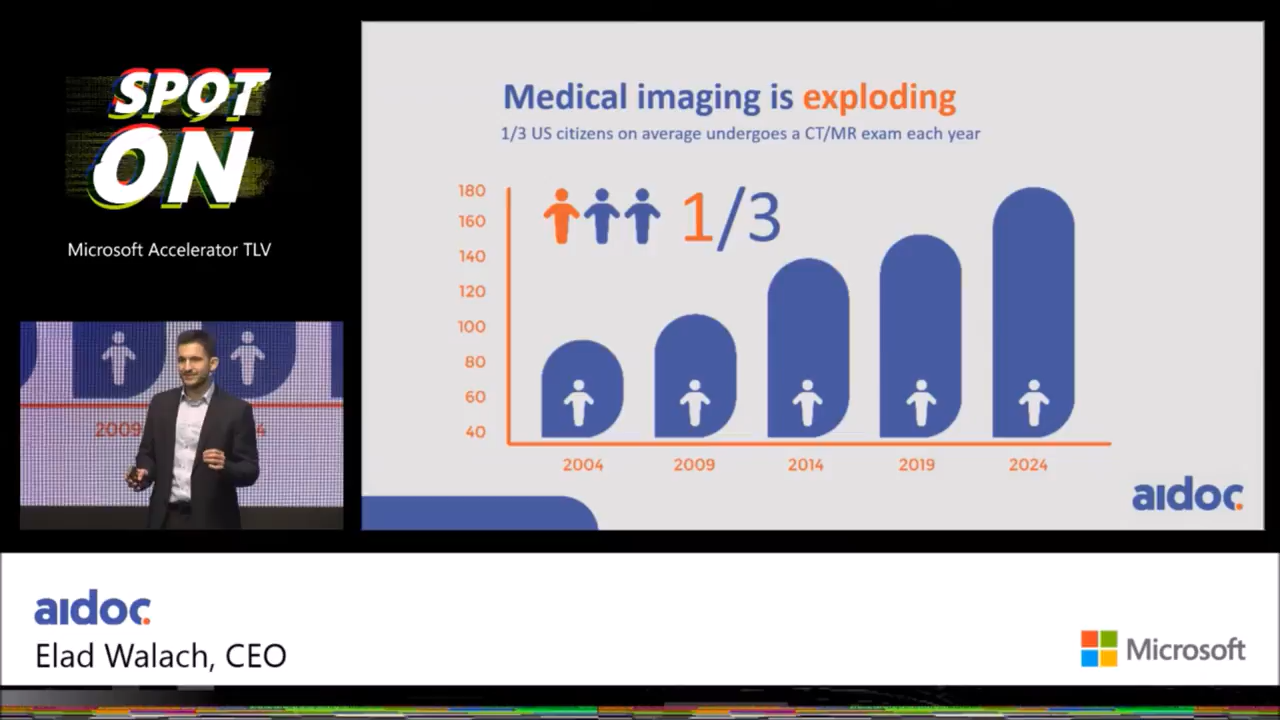 SPOT
ON
Microsoft Accelerator TLV
2009
4
Medical imaging is exploding
1/3 US citizens on average undergoes a CT/MR exam each year
1/3
180
160
140
120
100
80
60
40
2004
2009
2014
2019
2024
aidoc.
aidoc.
Elad Walach, CEO
Microsoft